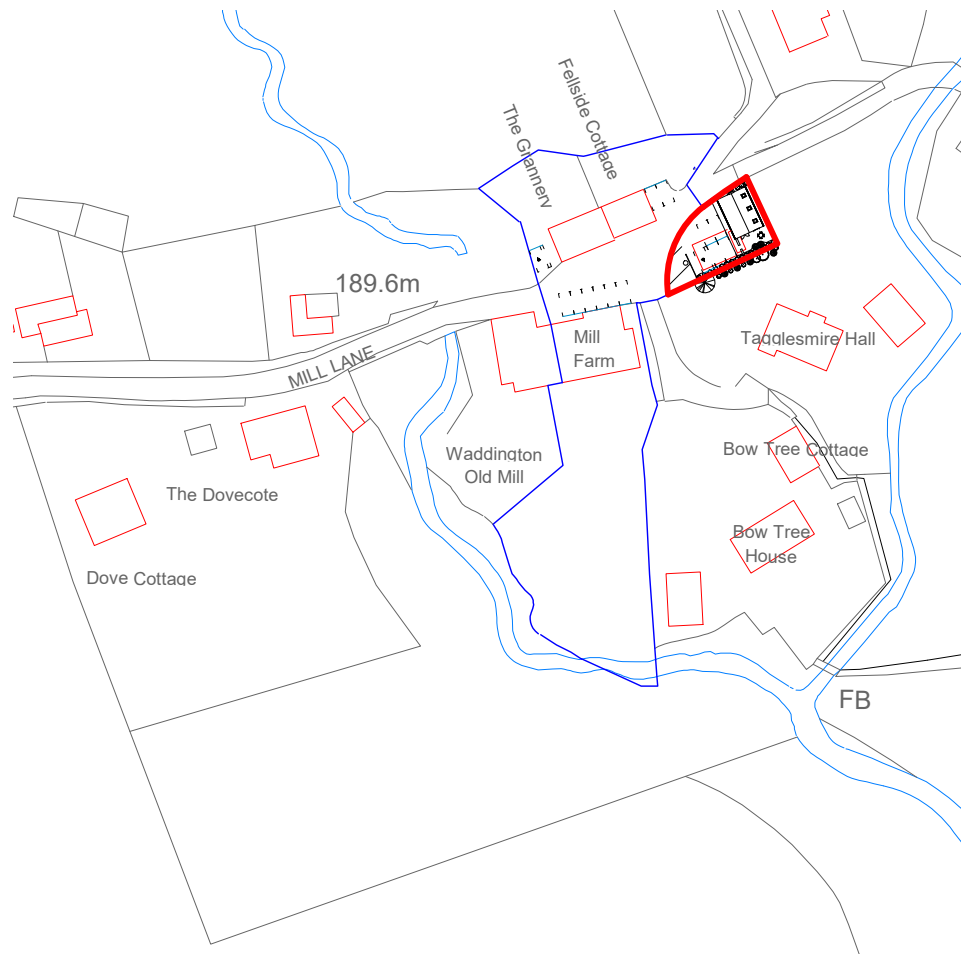 Fellside Cottage
The Grannery
189.6m
MILL LANE
Mill
Farm
Tagglesmire Hall
Waddington
Old Mill
Bow Tree Cottage
The Dovecote
Bow Tree
House
Dove Cottage
FB